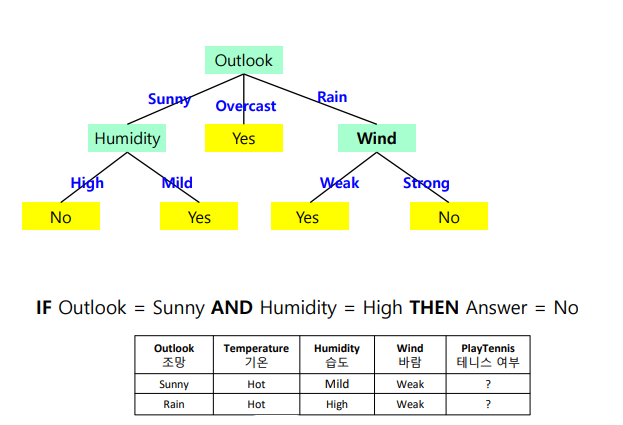 Outlook
Sunny Overcast Rain
Humidity Yes Wind
High Mild Weak Strong
No Yes Yes No
IF Outlook = Sunny AND Humidity = High THEN Answer = No
Outlook Temperature Humidity Wind PlayTennis
조망 기온 습도 바람 테니스 여부
Sunny Hot Mild Weak ?
Rain Hot High Weak ?